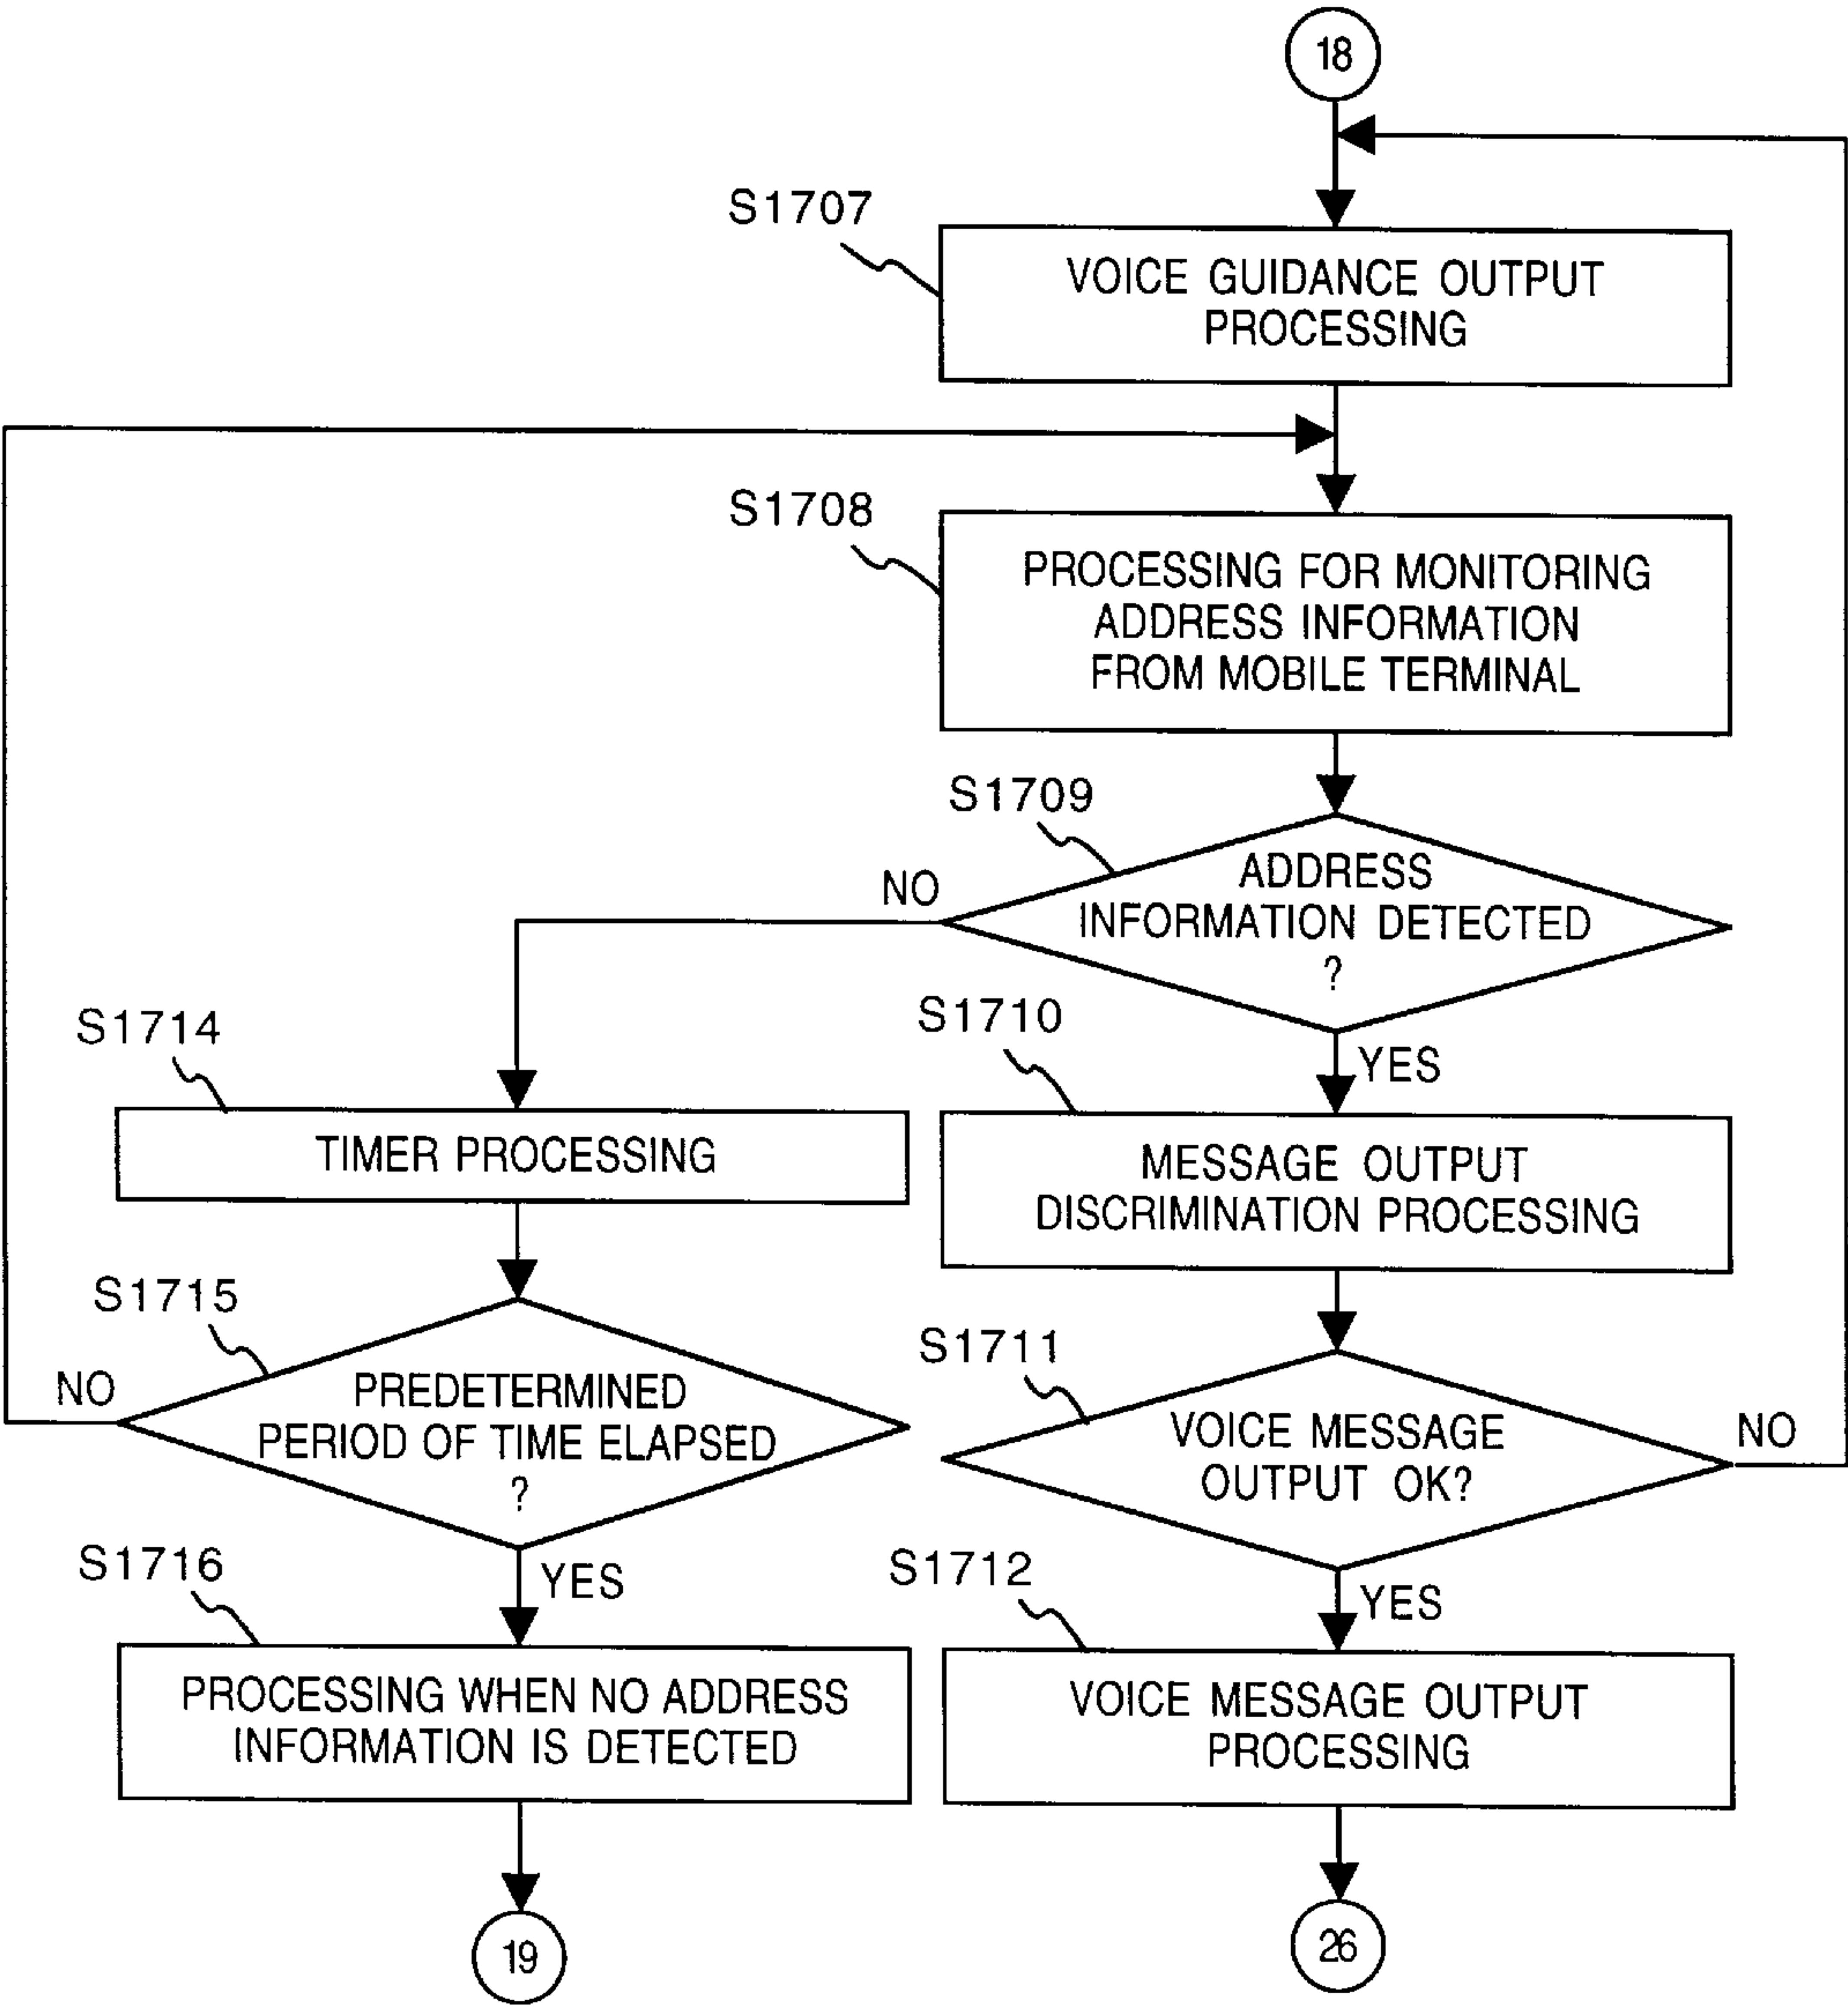 18
S1707
VOICE GUIDANCE OUTPUT
PROCESSING
S1708
PROCESSING FOR MONITORING
ADDRESS INFORMATION
FROM MOBILE TERMINAL
S1709
NO
ADDRESS
INFORMATION DETECTED
?
S1710
YES
S1714
TIMER PROCESSING
MESSAGE OUTPUT
DISCRIMINATION PROCESSING
S1715
NO
PREDETERMINED
PERIOD OF TIME ELAPSED
?
S1711
VOICE MESSAGE
OUTPUT OK?
NO
S1716
YES
S1712
YES
PROCESSING WHEN NO ADDRESS
INFORMATION IS DETECTED
VOICE MESSAGE OUTPUT
PROCESSING
19
26